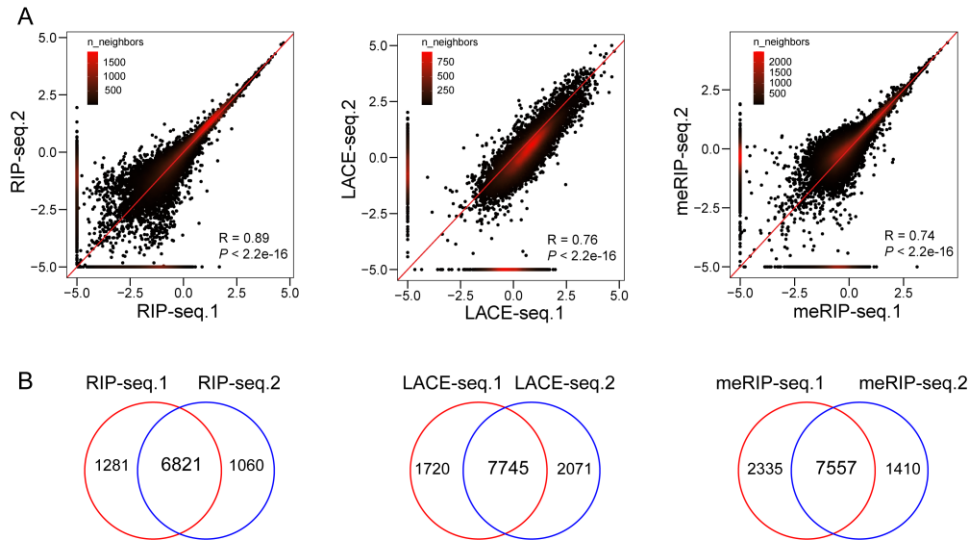 A
n_neighbors
1500
1000
500
5.0
2.5
0.0
−2.5
−5.0
RIP-seq.2
R = 0.89
P < 2.2e-16
−5.0 −2.5 0.0 2.5 5.0
RIP-seq.1
n_neighbors
750
500
250
5.0
2.5
0.0
−2.5
−5.0
LACE-seq.2
R = 0.76
P < 2.2e-16
−5.0 −2.5 0.0 2.5 5.0
LACE-seq.1
n_neighbors
2000
1500
1000
500
5.0
2.5
0.0
−2.5
−5.0
meRIP-seq.2
R = 0.74
P < 2.2e-16
−5.0 −2.5 0.0 2.5 5.0
meRIP-seq.1
B
RIP-seq.1 RIP-seq.2
1281 6821 1060
LACE-seq.1 LACE-seq.2
1720 7745 2071
meRIP-seq.1 meRIP-seq.2
2335 7557 1410